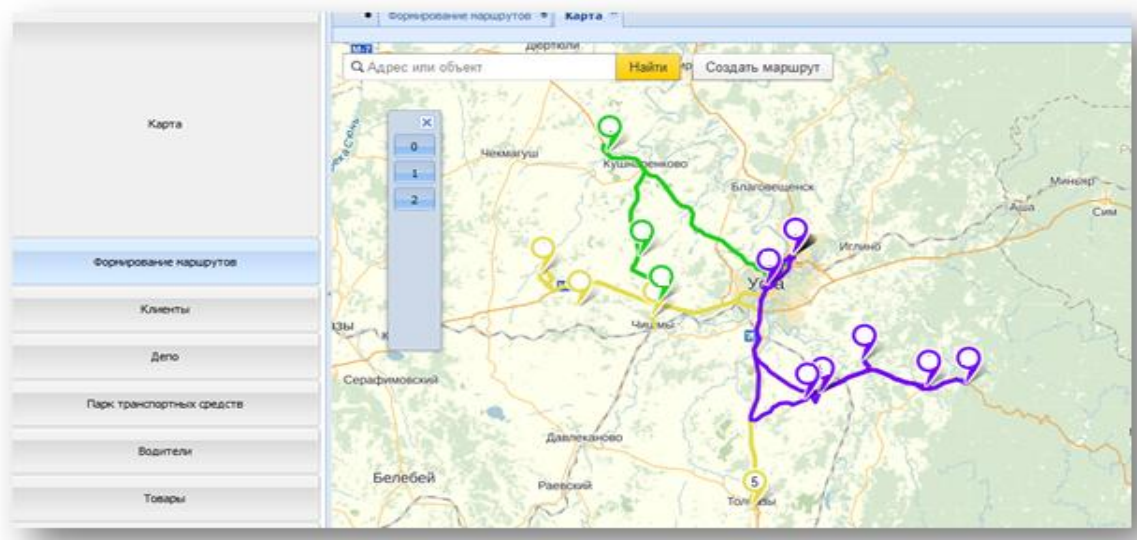 Формирование маршрутов
Карта
М-7
Дюртюли
Адрес или объект
Найти
Создать маршрут
Карта
0
1
2
Чекмагуш
Кушнаренково
Благовещенск
Миньяр
Аша
Сим
Иглино
Уфа
Чишмы
Формирование маршрутов
Клиенты
Депо
Серафимовский
Парк транспортных средств
Давлеканово
Водители
Белебей
Раевский
5
Толбазы
Товары